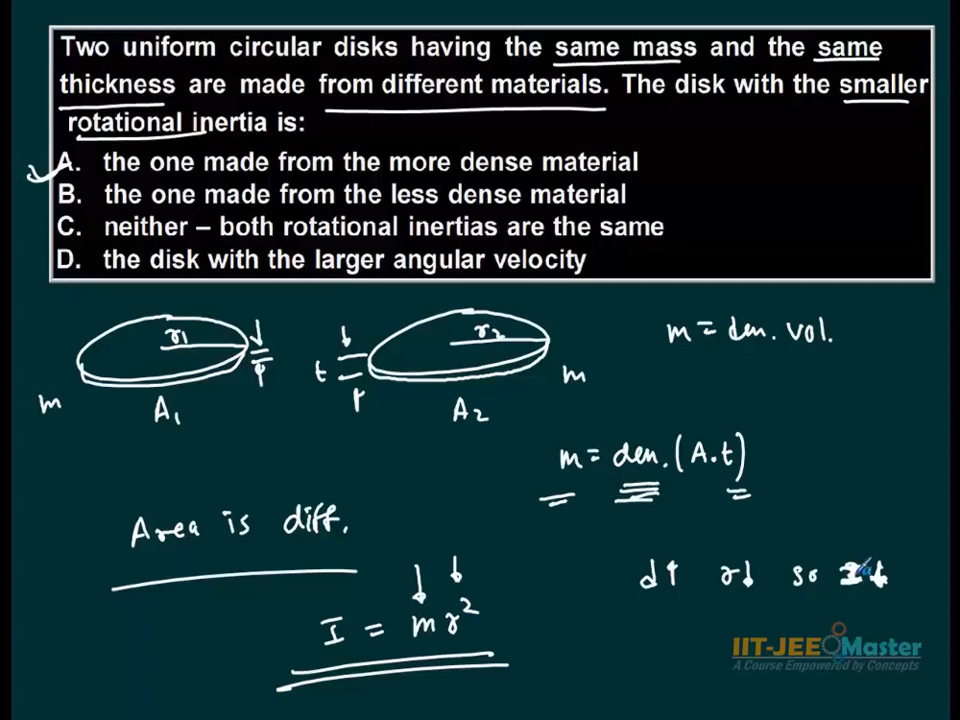 Two uniform circular disks having the same mass and the same
thickness are made from different materials. The disk with the smaller
rotational inertia is:
A. the one made from the more dense material
B. the one made from the less dense material
C. neither – both rotational inertias are the same
D. the disk with the larger angular velocity
r1
r2
m = den. vol.
t
m
m
A1
A2
m = den. (A.t)
Area is diff.
d↑ r↓ so
I = mr²
IIT-JEE Master
A Course Empowered by Concepts